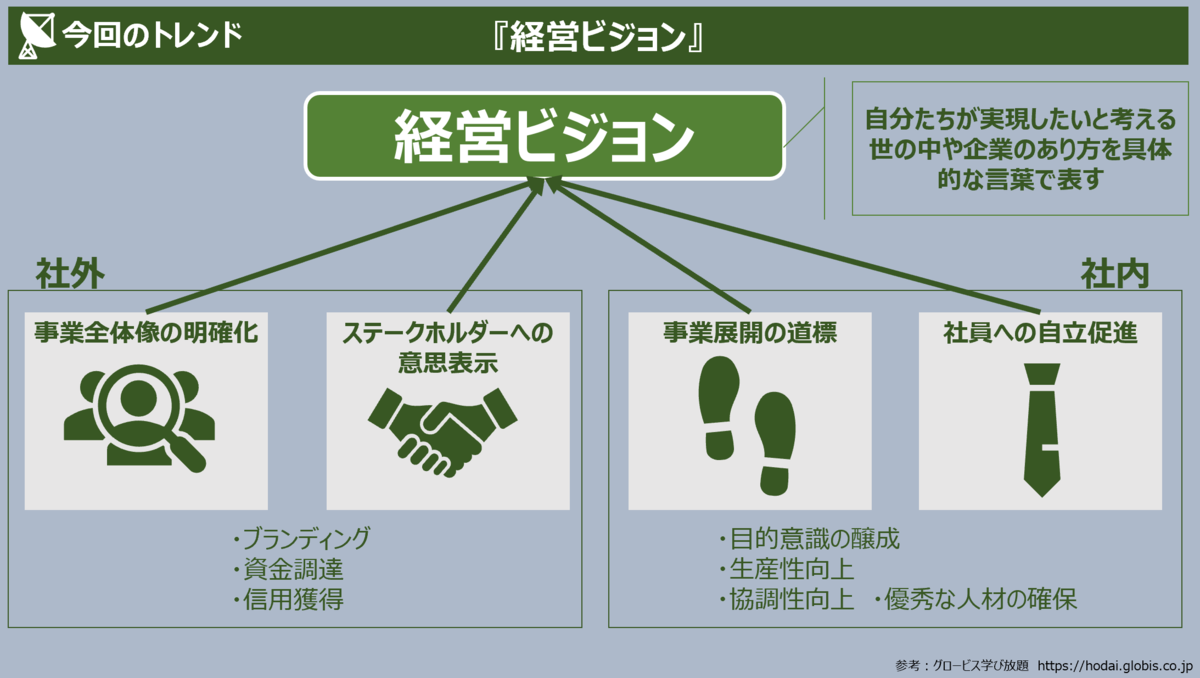 今回のトレンド
『経営ビジョン』
経営ビジョン
自分たちが実現したいと考える
世の中や企業のあり方を具体
的な言葉で表す
社外
事業全体像の明確化
ステークホルダーへの
意思表示
・ブランディング
・資金調達
・信用獲得
社内
事業展開の道標
社員への自立促進
・目的意識の醸成
・生産性向上
・協調性向上　・優秀な人材の確保
参考：グロービス学び放題　https://hodai.globis.co.jp